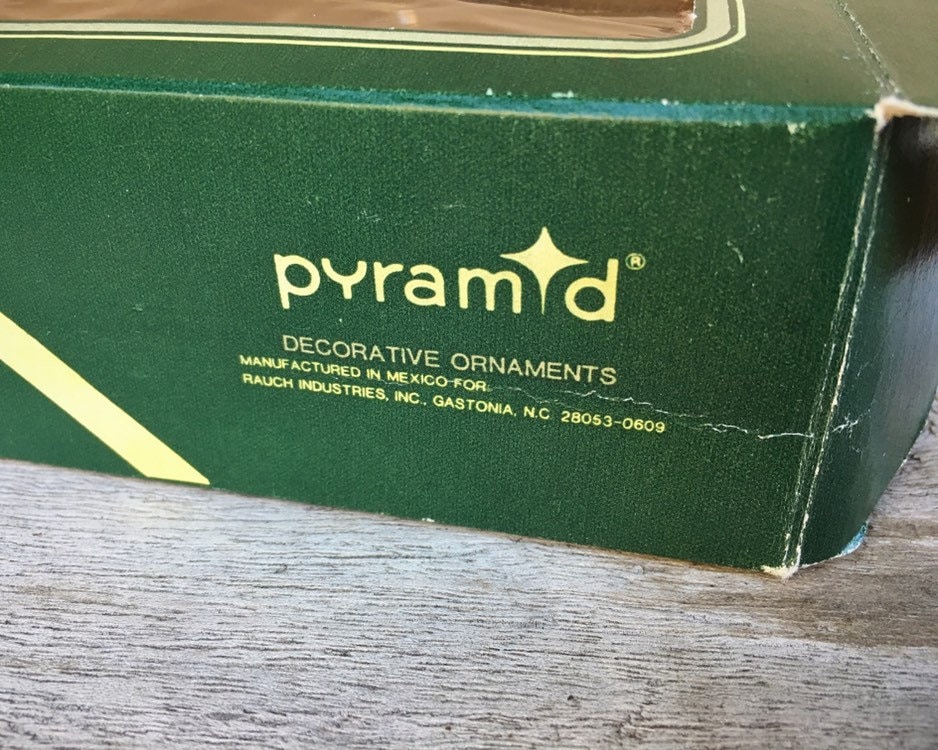 pyramid®
DECORATIVE ORNAMENTS
MANUFACTURED IN MEXICO FOR:
RAUCH INDUSTRIES, INC., GASTONIA, N.C 28053-0609